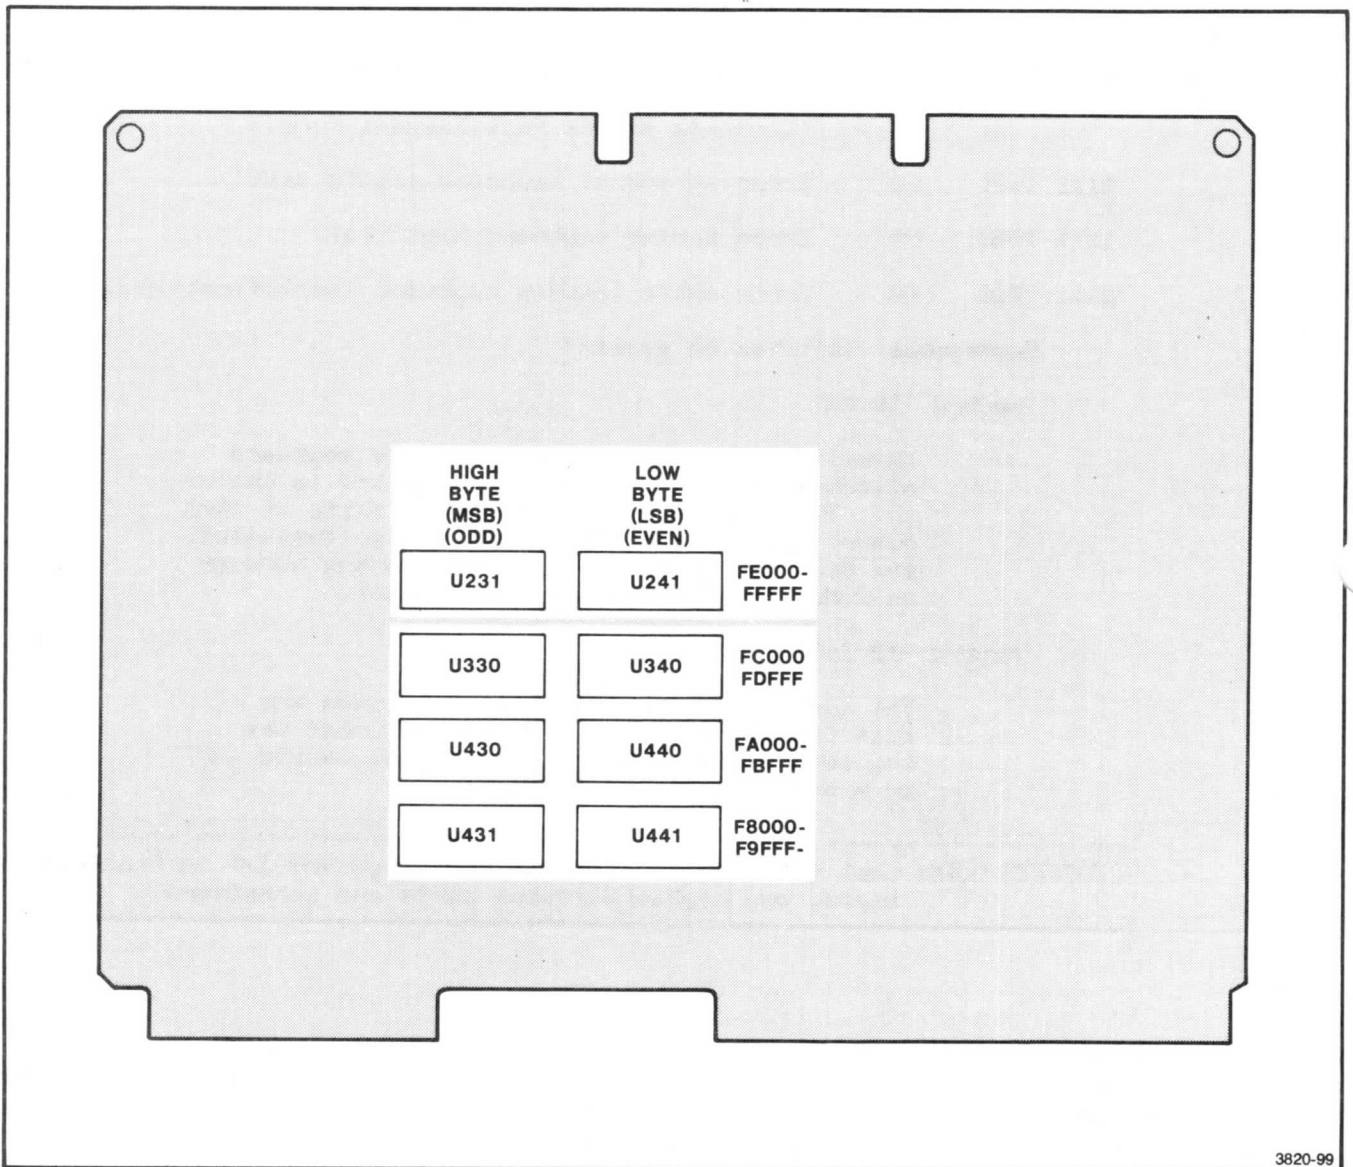 HIGH
BYTE
(MSB)
(ODD)
LOW
BYTE
(LSB)
(EVEN)
U231
U241
FE000-
FFFFF
U330
U340
FC000
FDFFF
U430
U440
FA000-
FBFFF
U431
U441
F8000-
F9FFF-
3820-99